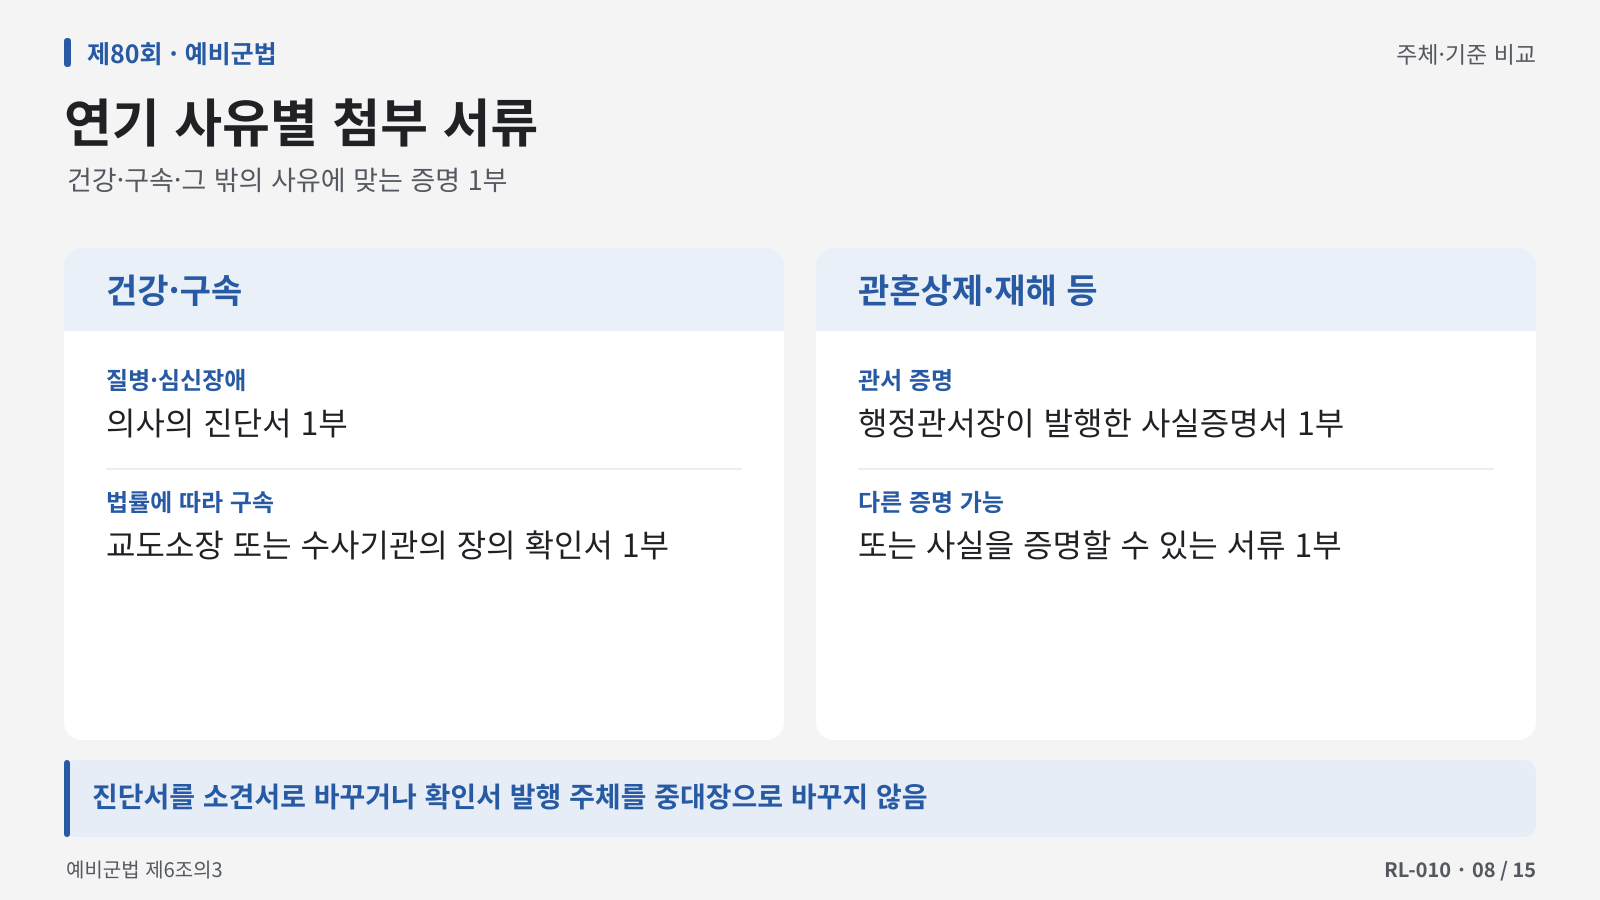 제80회 · 예비군법
주체·기준 비교
연기 사유별 첨부 서류
건강·구속·그 밖의 사유에 맞는 증명 1부
건강·구속
질병·심신장애
의사의 진단서 1부
법률에 따라 구속
교도소장 또는 수사기관의 장의 확인서 1부
관혼상제·재해 등
관서 증명
행정관서장이 발행한 사실증명서 1부
다른 증명 가능
또는 사실을 증명할 수 있는 서류 1부
진단서를 소견서로 바꾸거나 확인서 발행 주체를 중대장으로 바꾸지 않음
예비군법 제6조의3
RL-010 · 08 / 15